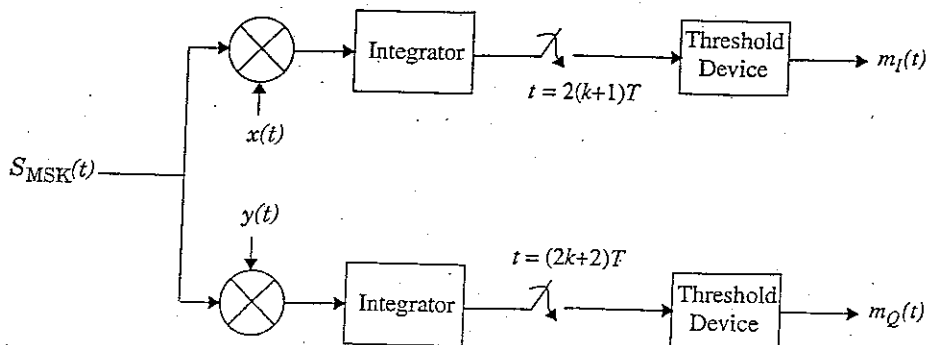 Integrator
Threshold
Device
m_I(t)
t = 2(k+1)T
x(t)
S_MSK(t)
y(t)
t = (2k+2)T
Integrator
Threshold
Device
m_Q(t)